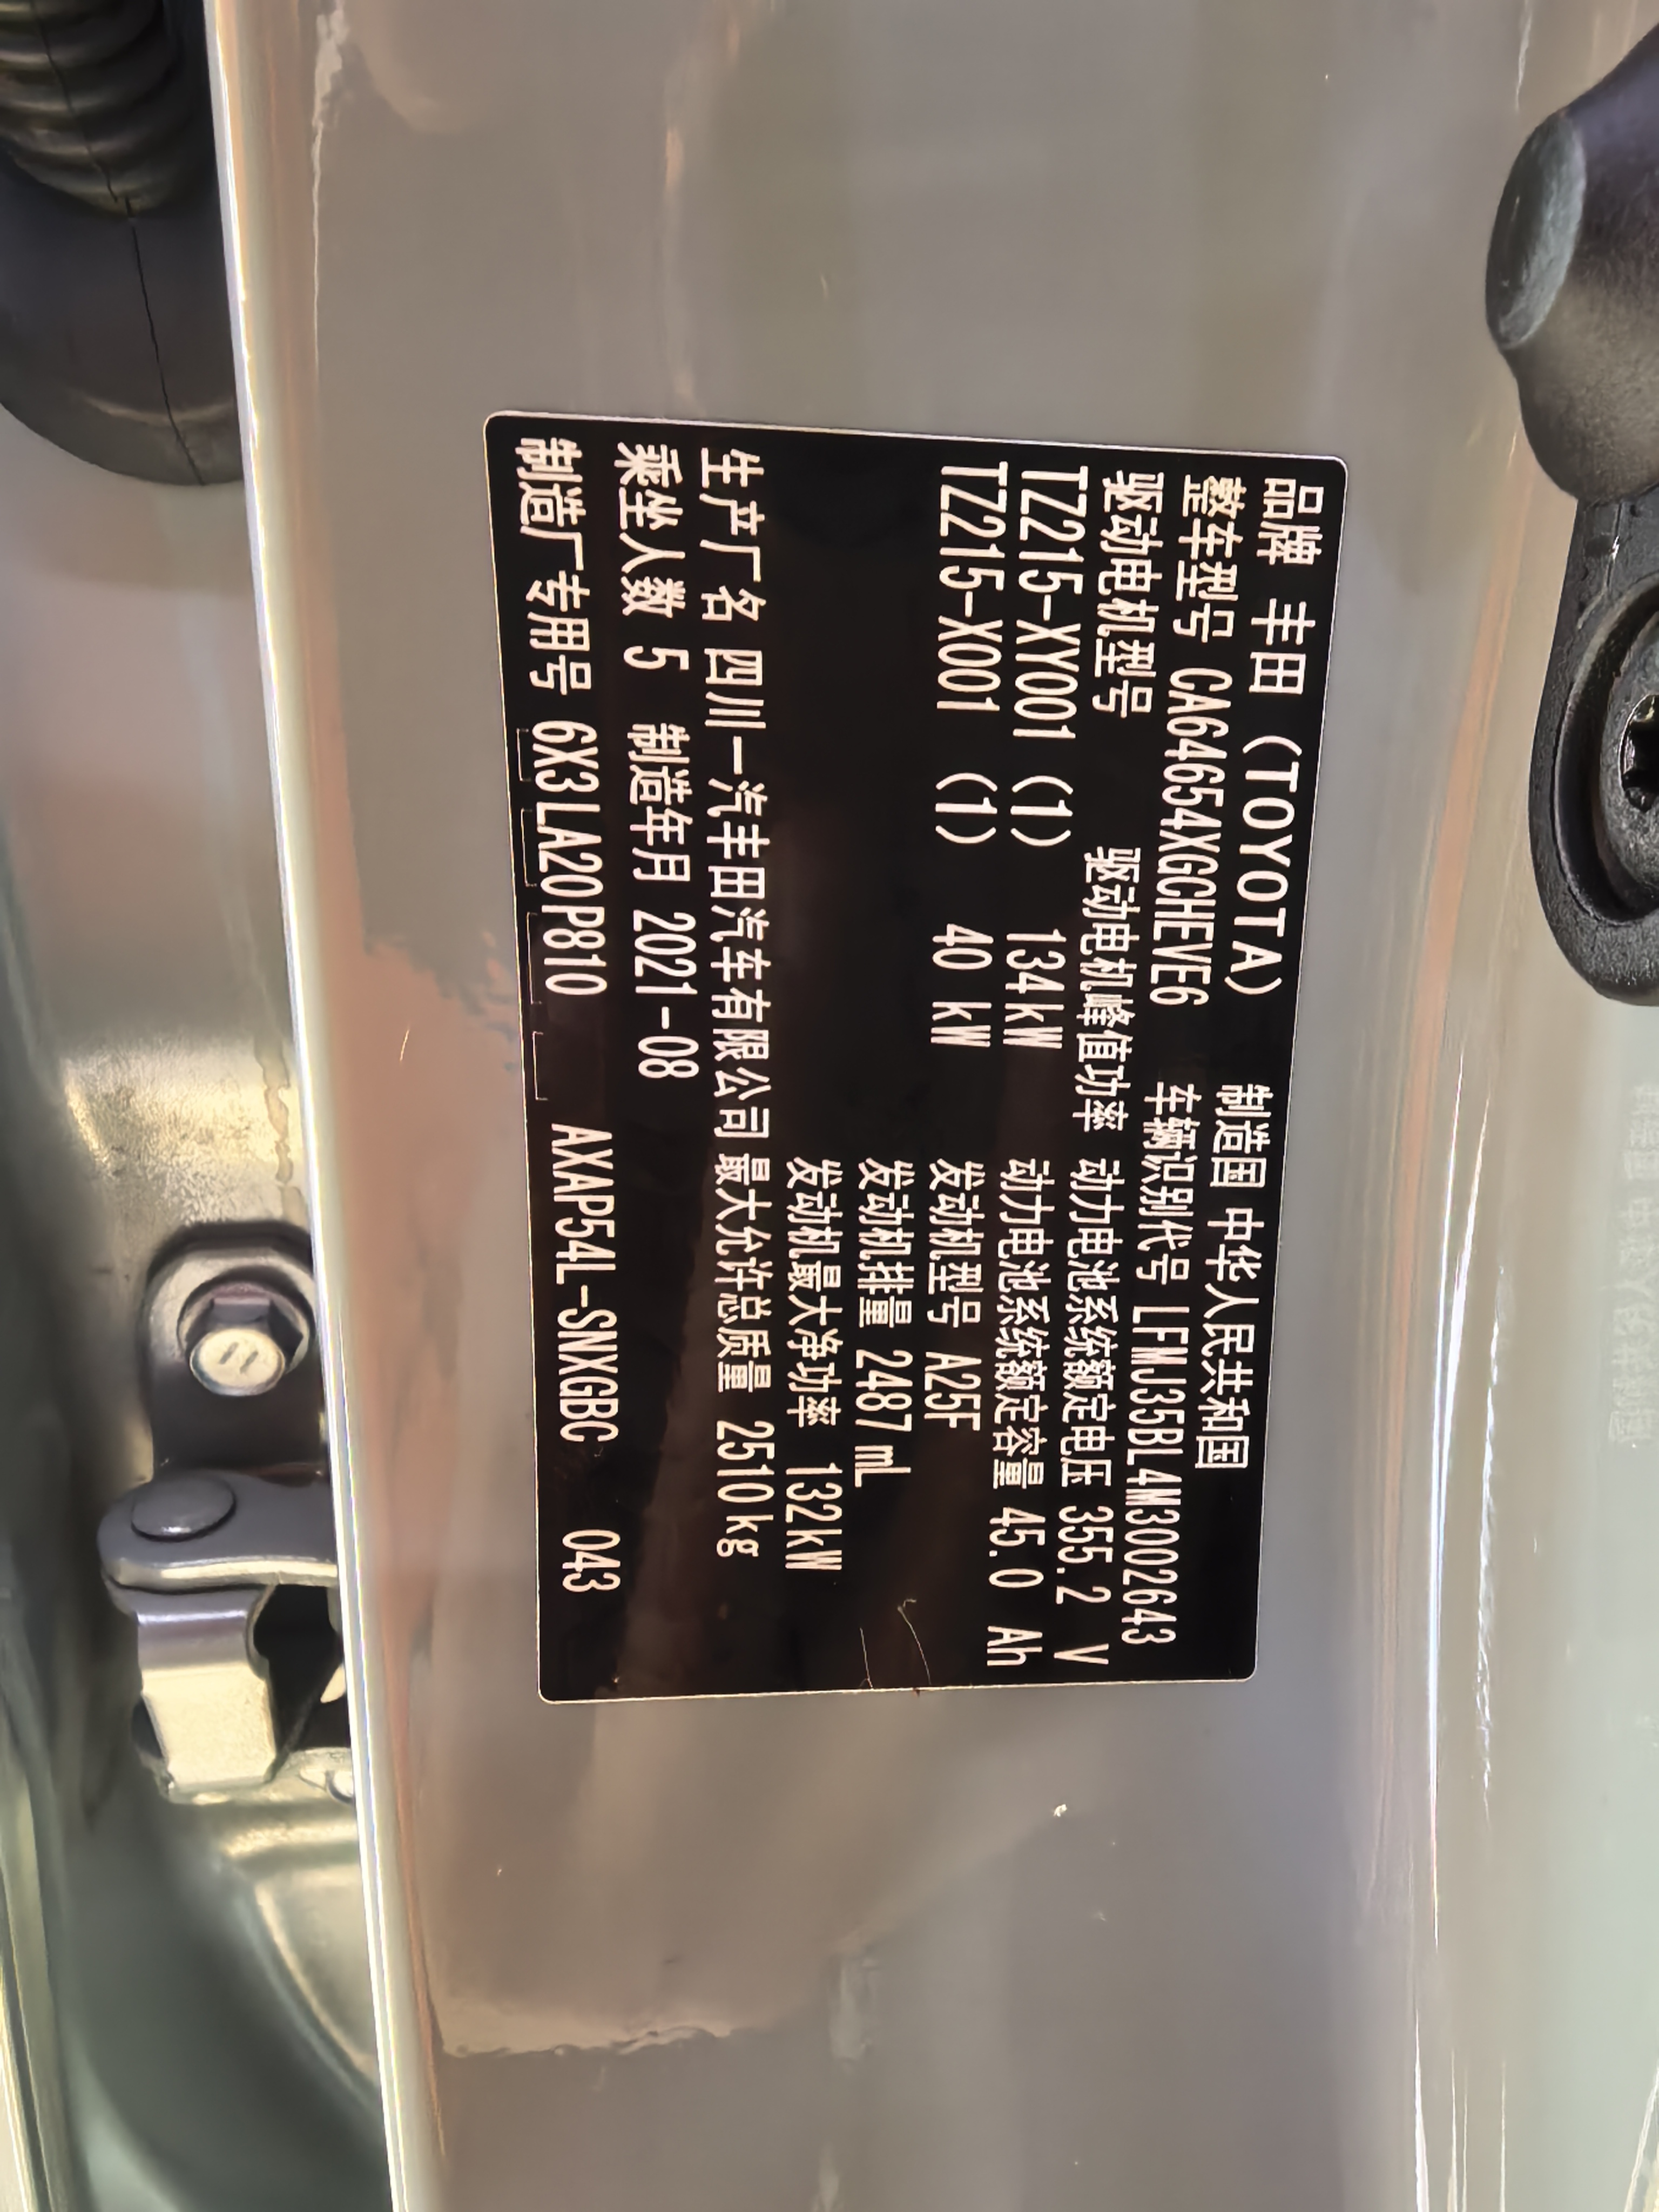 品牌 丰田 (TOYOTA) 制造国 中华人民共和国
整车型号 CA64654XGCHEVE6 车辆识别代号 LFMJ35BL4M3002643
驱动电机型号 驱动电机峰值功率 动力电池系统额定电压 355.2 V
TZ215-XY001 (1) 134kW 动力电池系统额定容量 45.0 Ah
TZ215-X001 (1) 40 kW 发动机型号 A25F
发动机排量 2487 mL
发动机最大净功率 132kW
生产厂名 四川一汽丰田汽车有限公司 最大允许总质量 2510kg
乘坐人数 5 制造年月 2021-08
制造厂专用号 6X3LA20P810 AXAP54L-SNXGBC 043